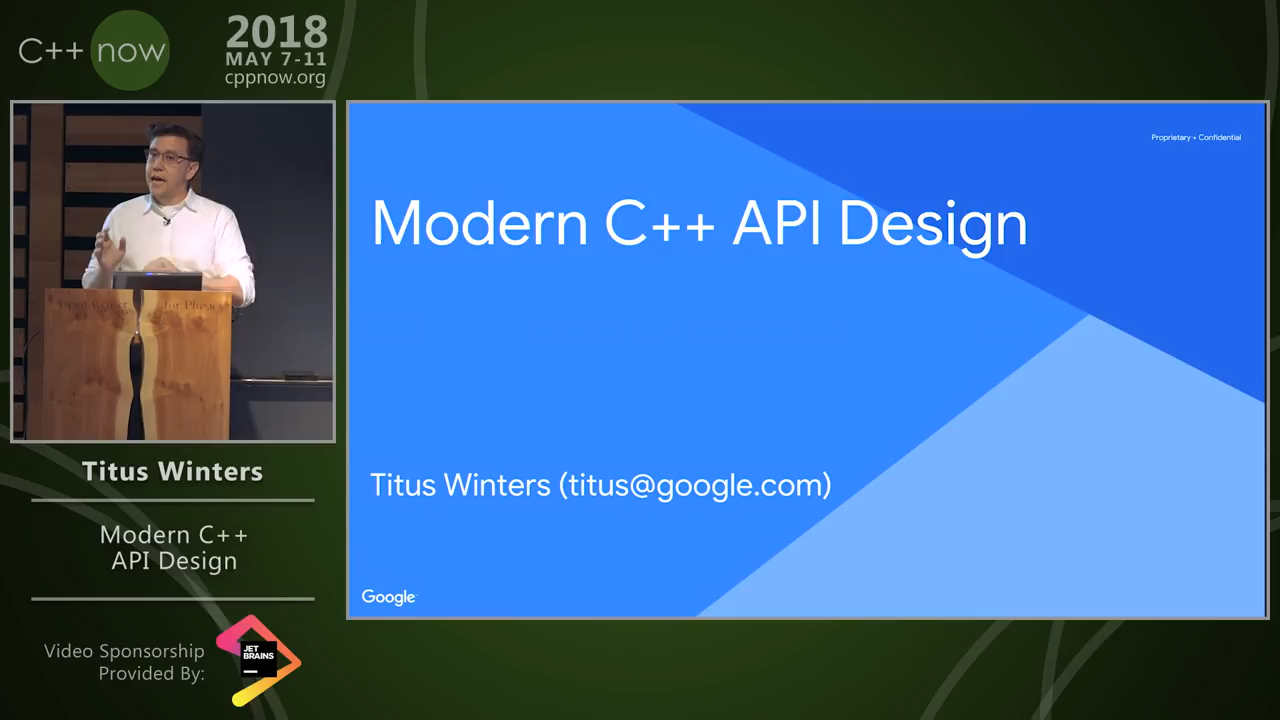 C++ now
2018
MAY 7-11
cppnow.org
Proprietary + Confidential
Modern C++ API Design
Titus Winters (titus@google.com)
Google
Titus Winters
Modern C++
API Design
Video Sponsorship
Provided By:
JET
BRAINS